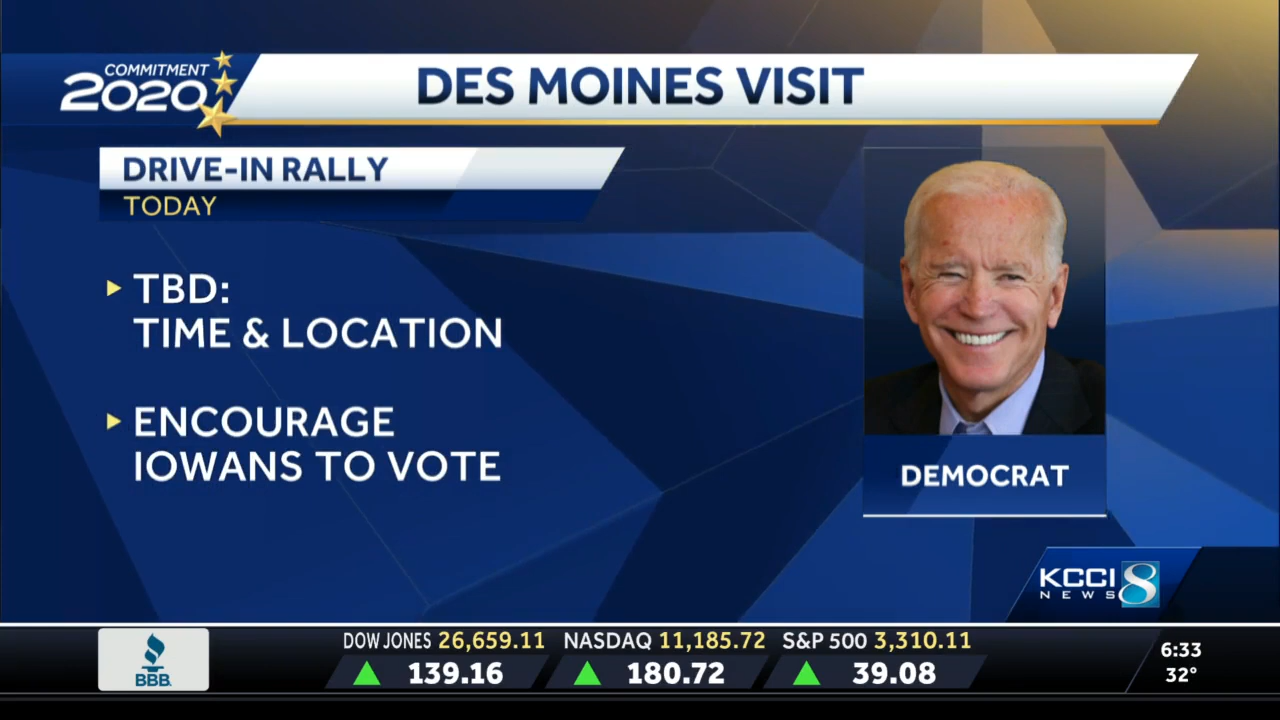 COMMITMENT
2020
DES MOINES VISIT
DRIVE-IN RALLY
TODAY
TBD:
TIME & LOCATION
ENCOURAGE
IOWANS TO VOTE
DEMOCRAT
KCCI 8
NEWS
BBB.
DOW JONES 26,659.11 NASDAQ 11,185.72 S&P 500 3,310.11
139.16 180.72 39.08
6:33
32°